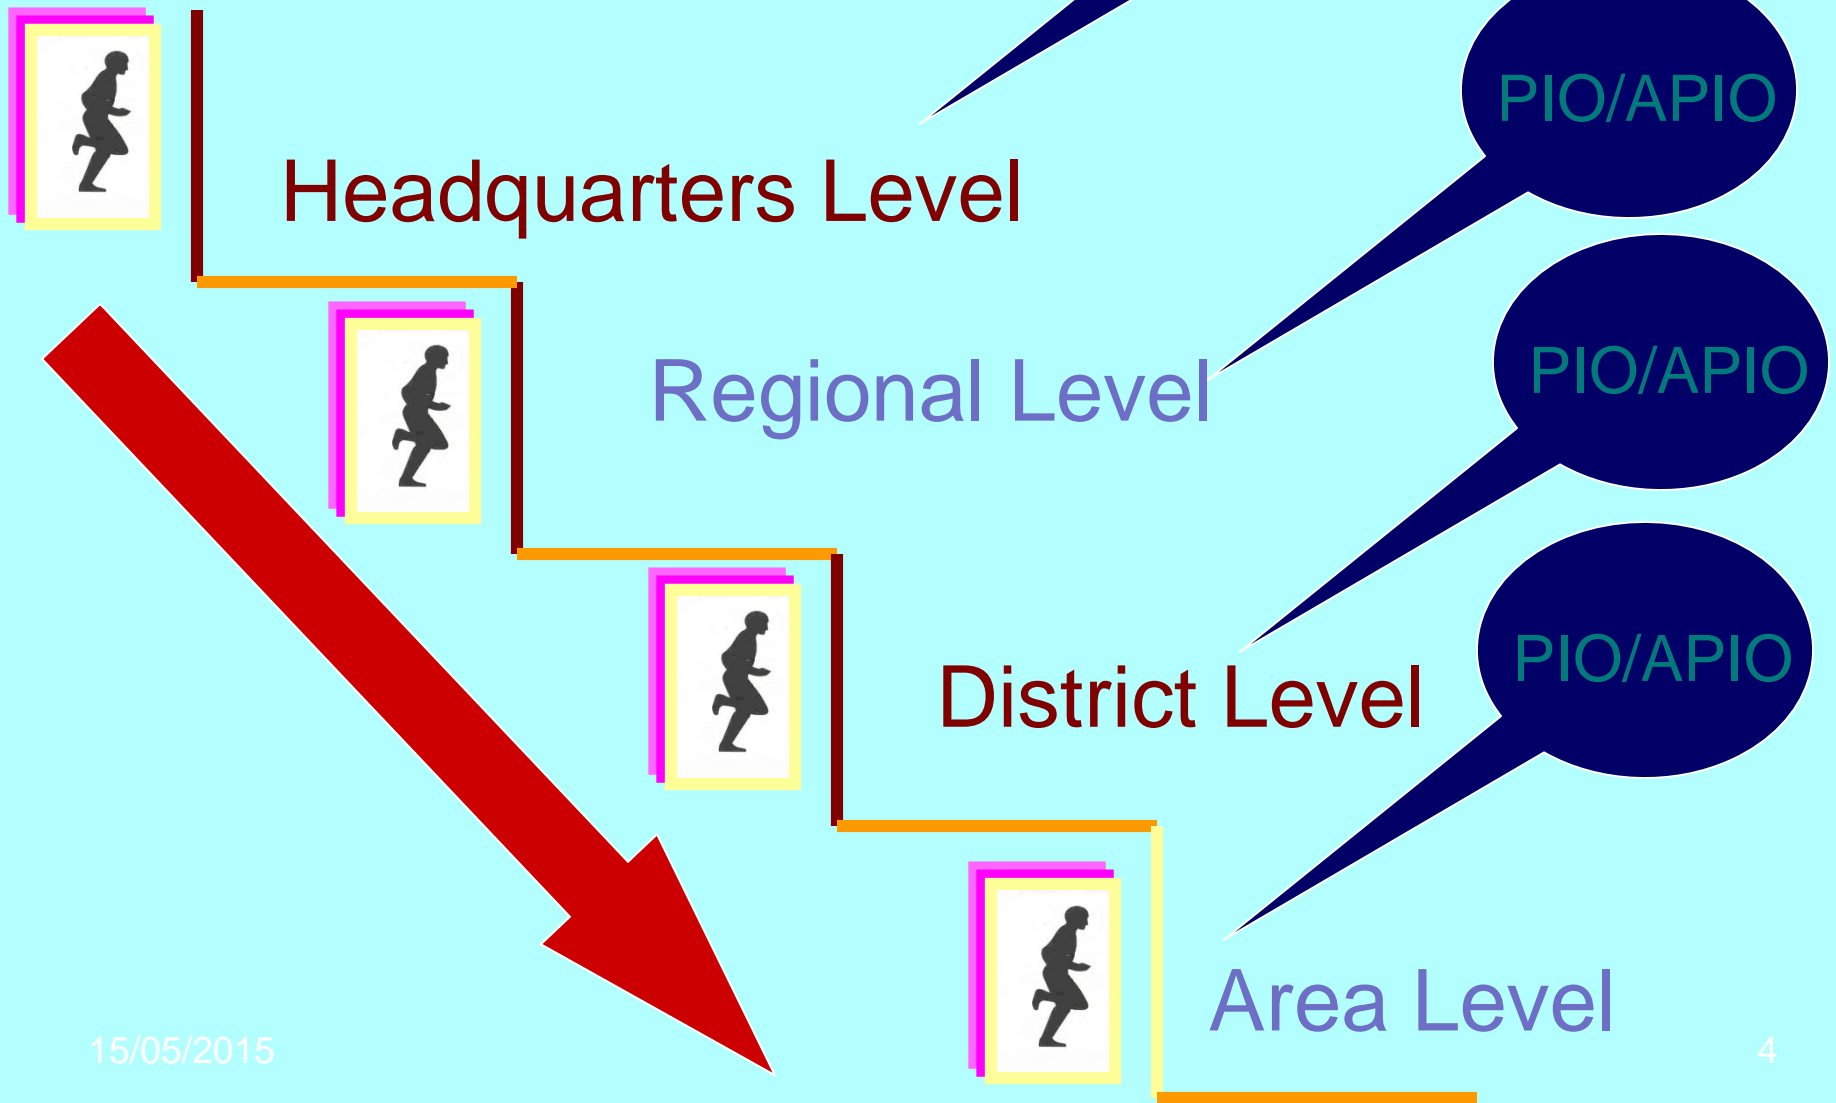 PIO/APIO
Headquarters Level
PIO/APIO
Regional Level
PIO/APIO
District Level
Area Level
15/05/2015
4